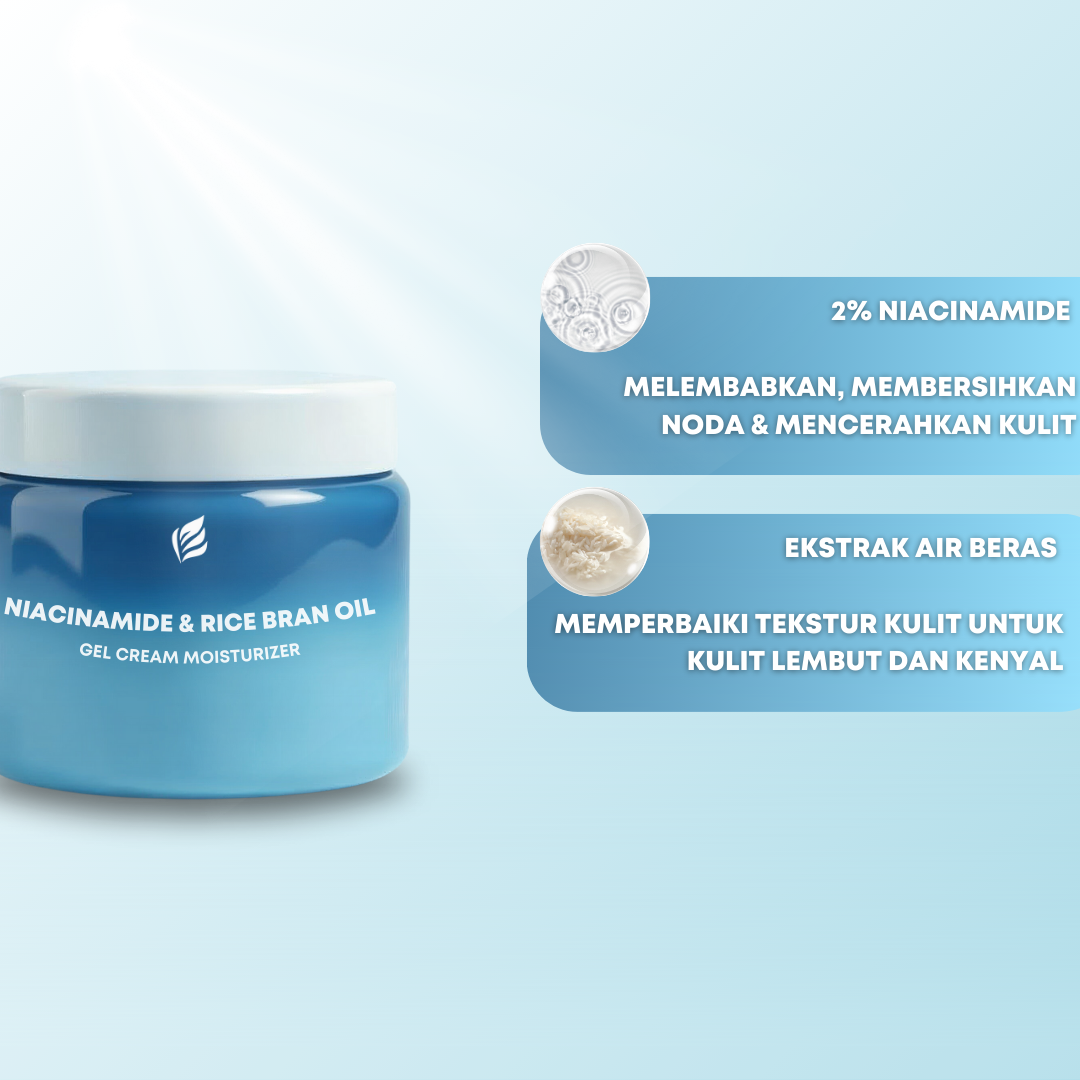 NIACINAMIDE & RICE BRAN OIL
GEL CREAM MOISTURIZER
2% NIACINAMIDE
MELEMBABKAN, MEMBERSIHKAN
NODA & MENCERAHKAN KULIT
EKSTRAK AIR BERAS
MEMPERBAIKI TEKSTUR KULIT UNTUK
KULIT LEMBUT DAN KENYAL